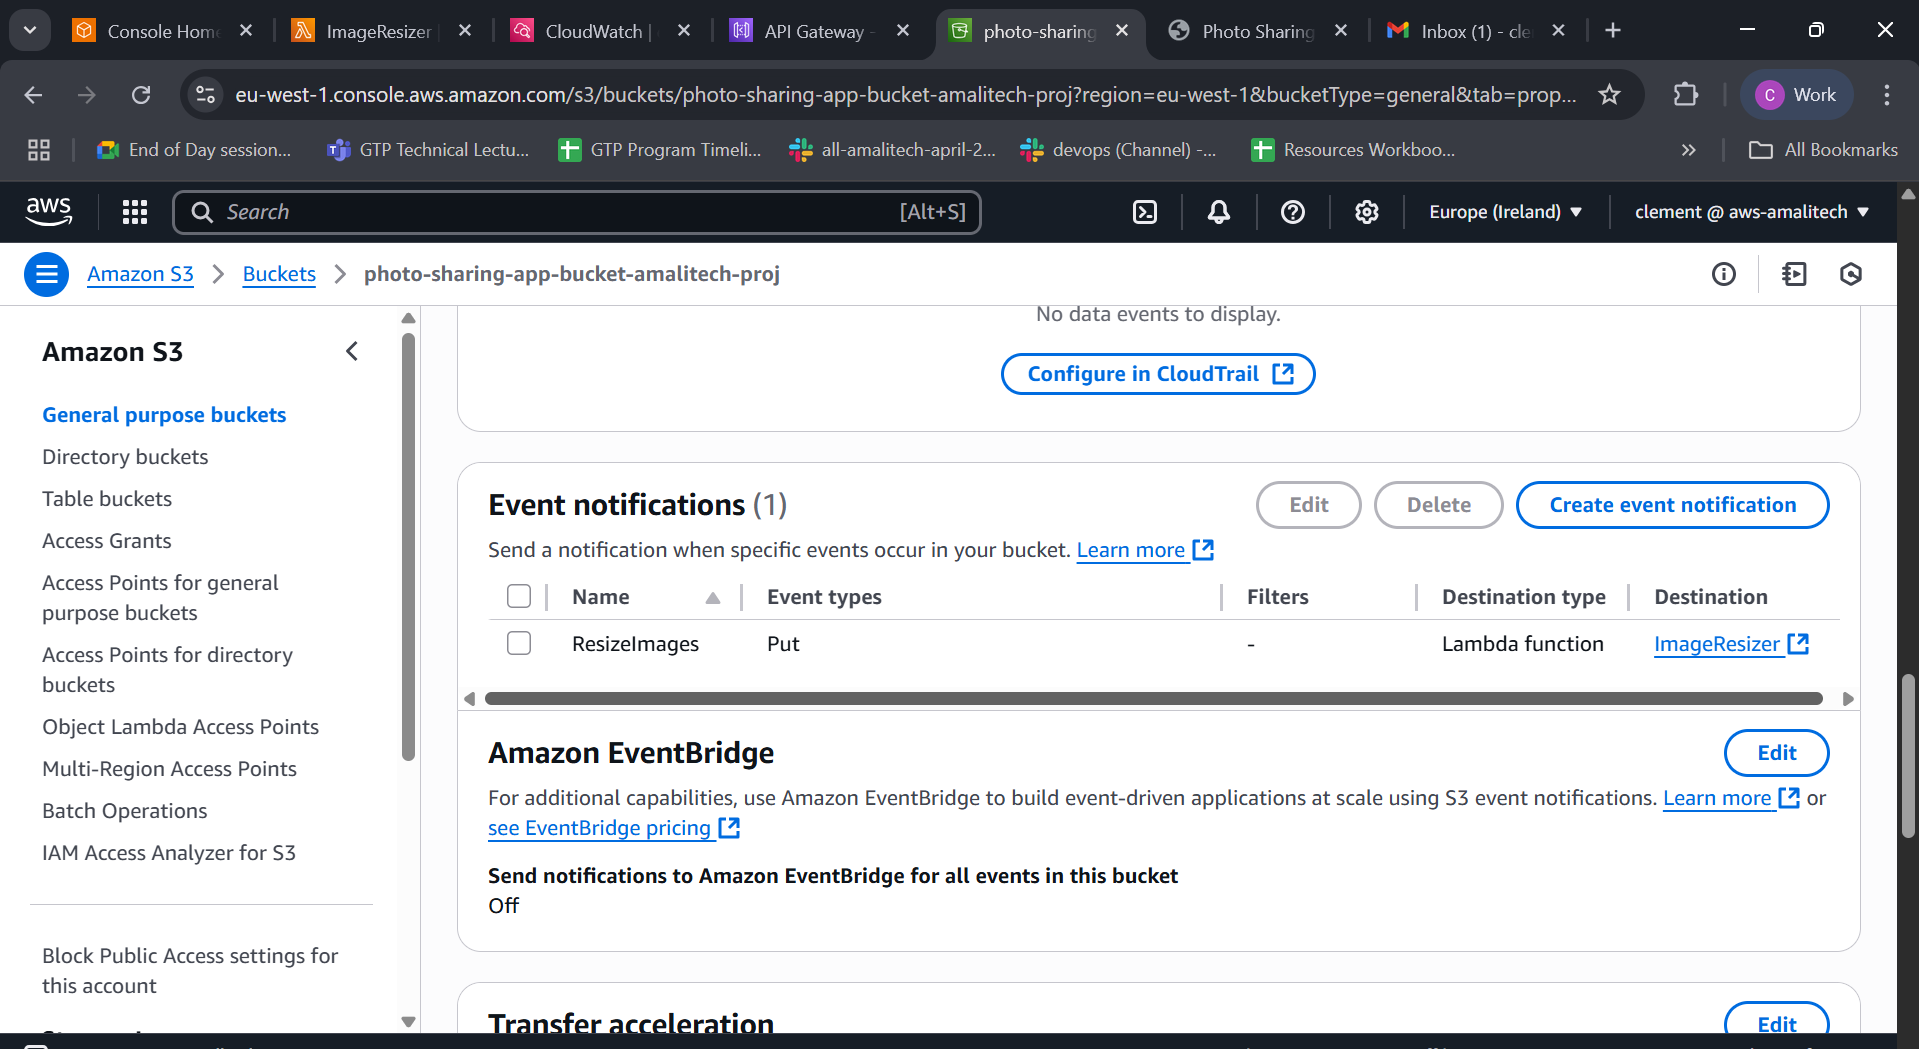 Console Hom
ImageResizer
CloudWatch |
API Gateway -
photo-sharing
Photo Sharing
Inbox (1) - cle
eu-west-1.console.aws.amazon.com/s3/buckets/photo-sharing-app-bucket-amalitech-proj?region=eu-west-1&bucketType=general&tab=prop...
C Work
End of Day session...
GTP Technical Lectu...
GTP Program Timeli...
all-amalitech-april-2...
devops (Channel) -...
Resources Workboo...
All Bookmarks
aws
Search
[Alt+S]
Europe (Ireland)
clement @ aws-amalitech
Amazon S3
Buckets
photo-sharing-app-bucket-amalitech-proj
Amazon S3
General purpose buckets
Directory buckets
Table buckets
Access Grants
Access Points for general
purpose buckets
Access Points for directory
buckets
Object Lambda Access Points
Multi-Region Access Points
Batch Operations
IAM Access Analyzer for S3
Block Public Access settings for
this account
No data events to display.
Configure in CloudTrail
Event notifications (1)
Edit
Delete
Create event notification
Send a notification when specific events occur in your bucket. Learn more
Name
Event types
Filters
Destination type
Destination
ResizeImages
Put
-
Lambda function
ImageResizer
Amazon EventBridge
Edit
For additional capabilities, use Amazon EventBridge to build event-driven applications at scale using S3 event notifications. Learn more or
see EventBridge pricing
Send notifications to Amazon EventBridge for all events in this bucket
Off
Transfer acceleration
Edit